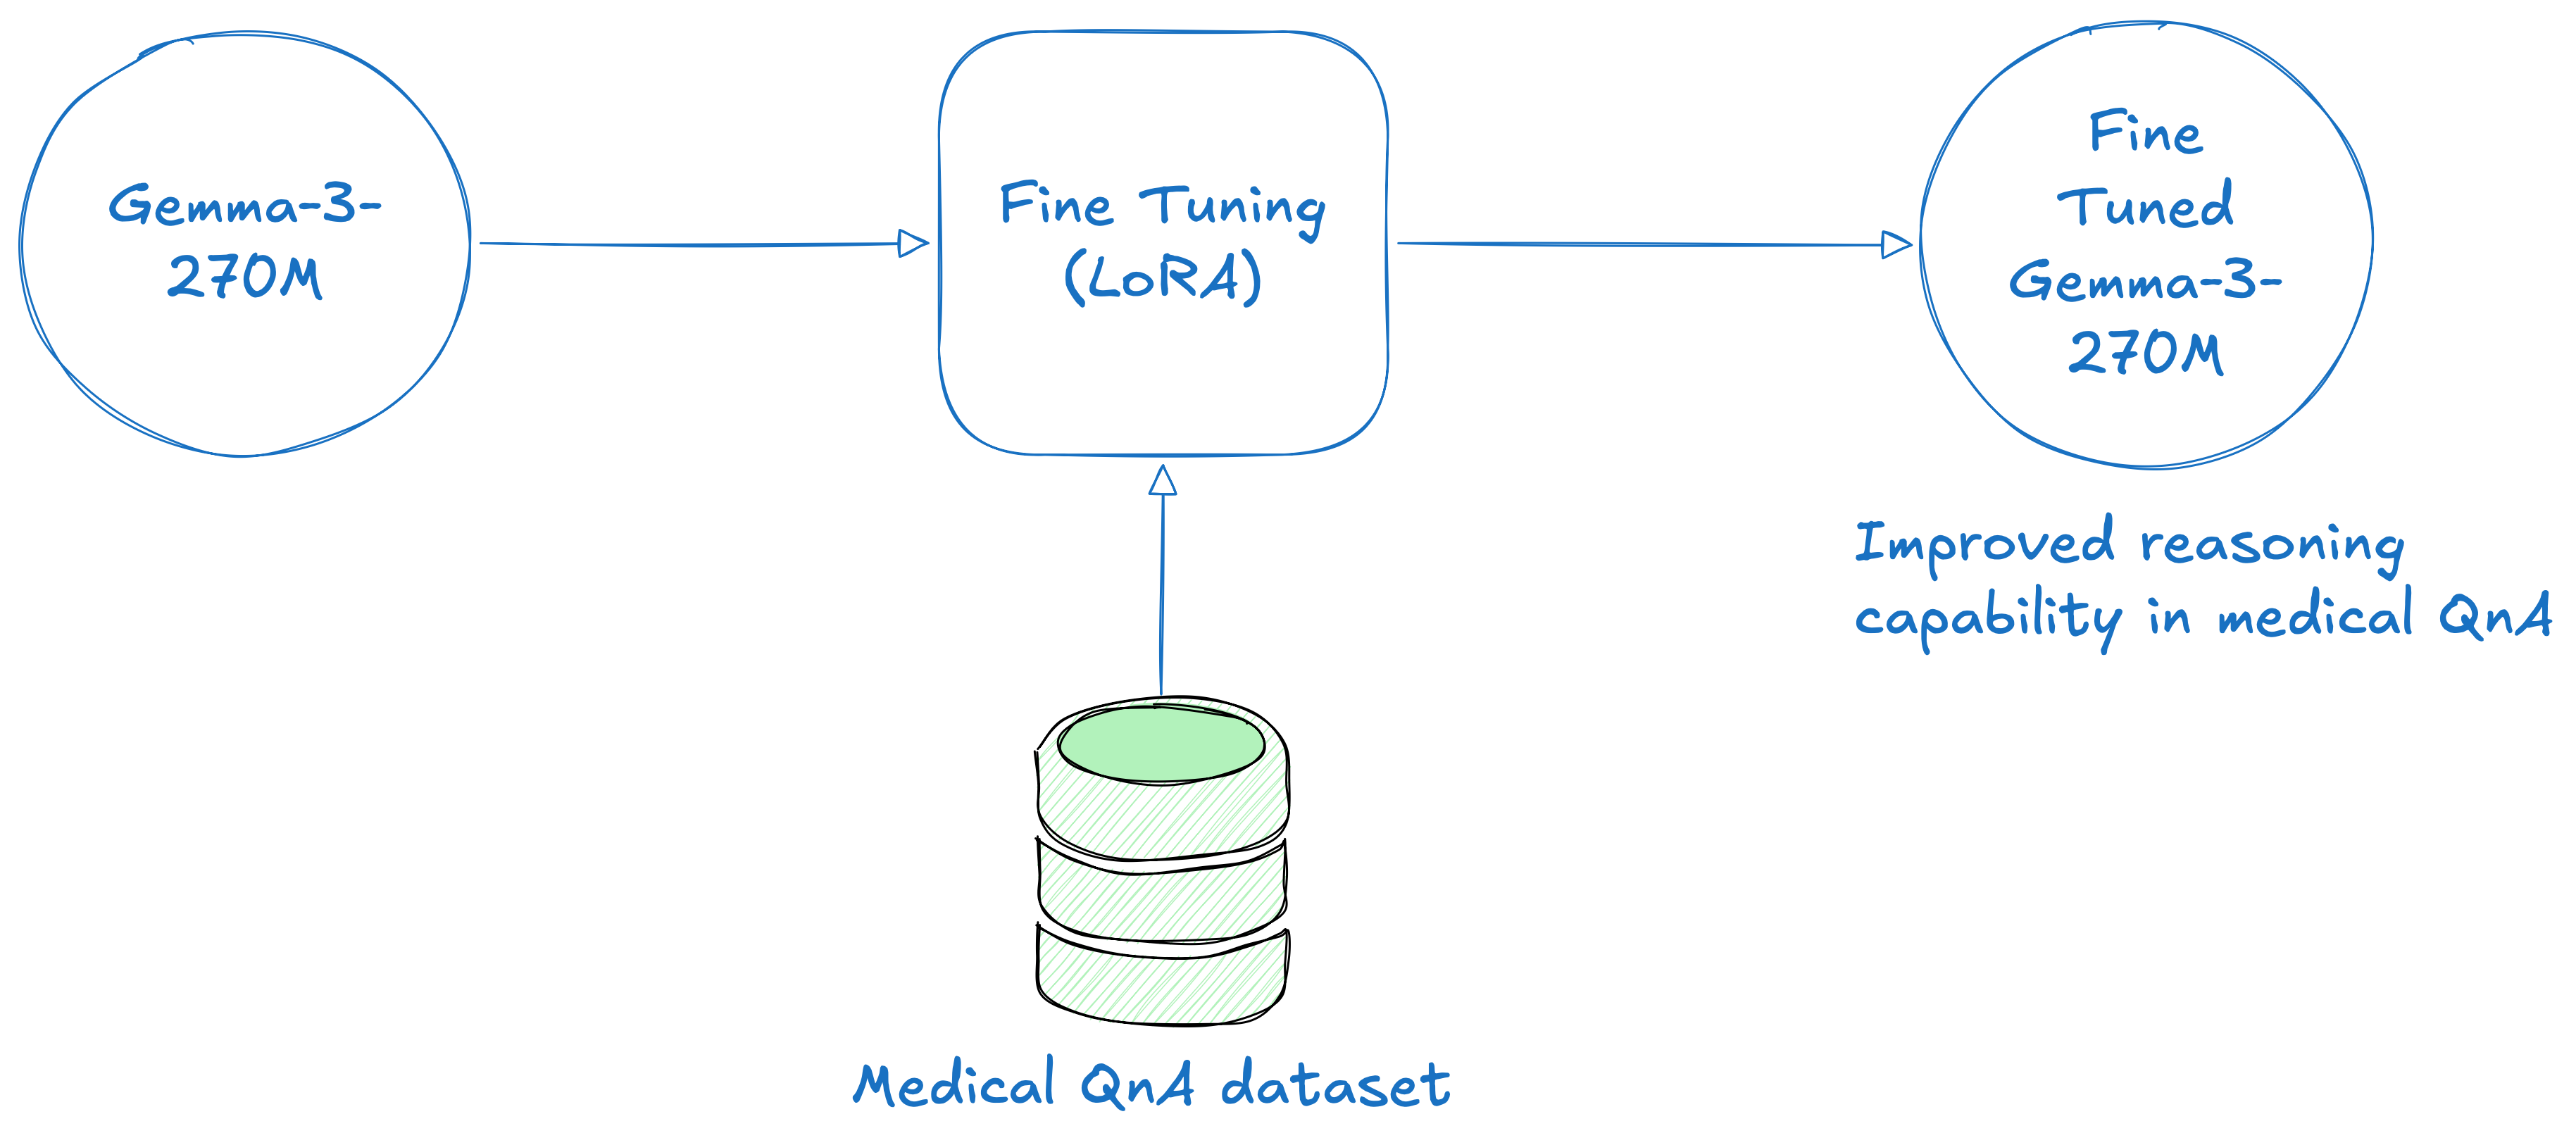 Gemma-3-
270M
Fine Tuning
(LoRA)
Fine
Tuned
Gemma-3-
270M
Improved reasoning
capability in medical QnA
Medical QnA dataset